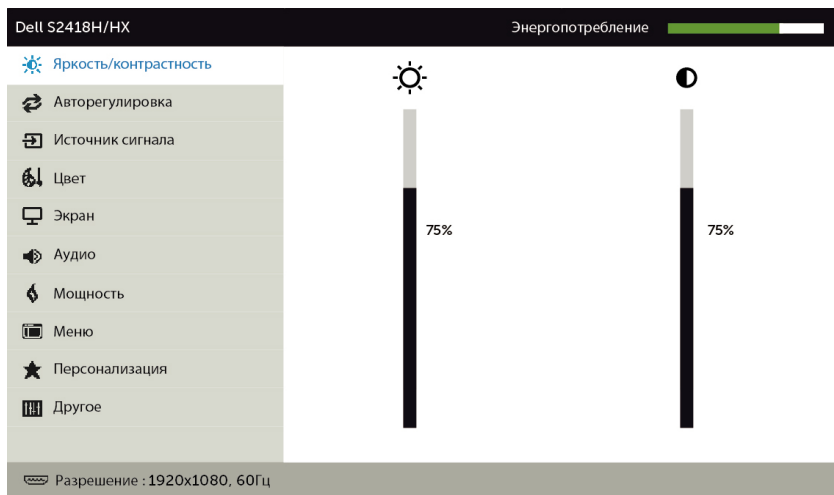 Dell S2418H/HX
Энергопотребление
Яркость/контрастность
Авторегулировка
Источник сигнала
Цвет
Экран
Аудио
Мощность
Меню
Персонализация
Другое
75%
75%
Разрешение : 1920x1080, 60Гц